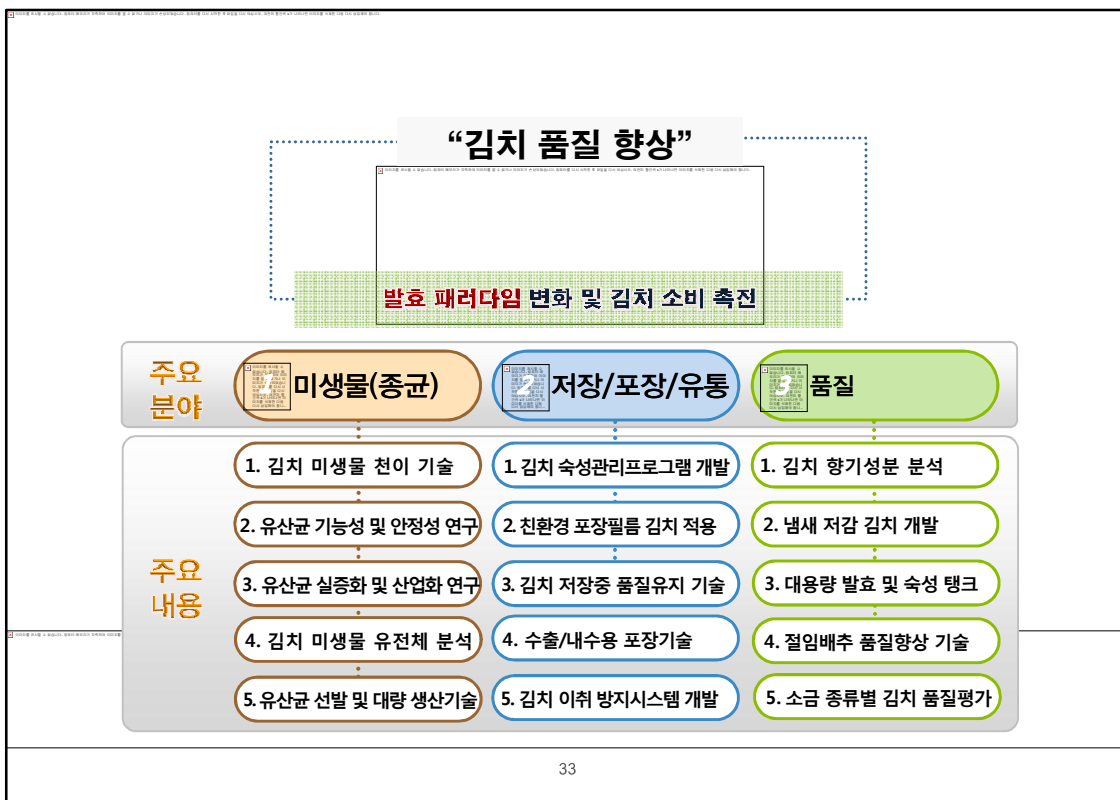 “김치 품질 향상”
발효 패러다임 변화 및 김치 소비 촉진
주요
분야
미생물(종균)
저장/포장/유통
품질
주요
내용
1. 김치 미생물 천이 기술
2. 유산균 기능성 및 안정성 연구
3. 유산균 실증화 및 산업화 연구
4. 김치 미생물 유전체 분석
5. 유산균 선발 및 대량 생산기술
1. 김치 숙성관리프로그램 개발
2. 친환경 포장필름 김치 적용
3. 김치 저장중 품질유지 기술
4. 수출/내수용 포장기술
5. 김치 이취 방지시스템 개발
1. 김치 향기성분 분석
2. 냄새 저감 김치 개발
3. 대용량 발효 및 숙성 탱크
4. 절임배추 품질향상 기술
5. 소금 종류별 김치 품질평가
33